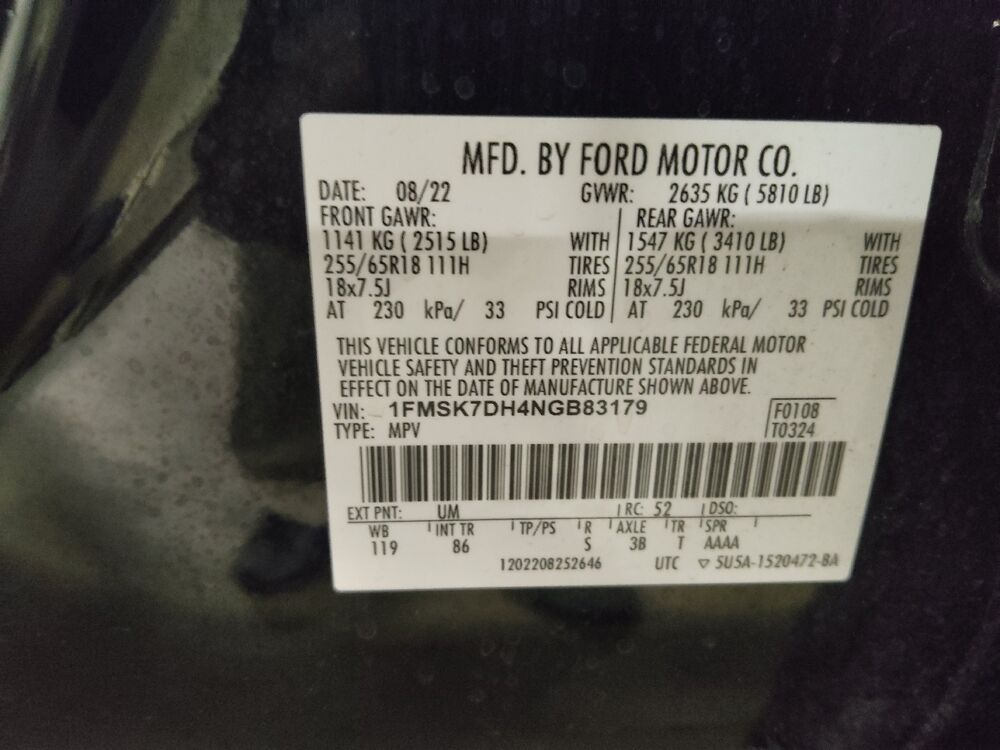 MFD. BY FORD MOTOR CO.
DATE: 08/22 GVWR: 2635 KG ( 5810 LB)
FRONT GAWR: REAR GAWR:
1141 KG ( 2515 LB) WITH 1547 KG ( 3410 LB) WITH
255/65R18 111H TIRES 255/65R18 111H TIRES
18x7.5J RIMS 18x7.5J RIMS
AT 230 kPa/ 33 PSI COLD AT 230 kPa/ 33 PSI COLD
THIS VEHICLE CONFORMS TO ALL APPLICABLE FEDERAL MOTOR
VEHICLE SAFETY AND THEFT PREVENTION STANDARDS IN
EFFECT ON THE DATE OF MANUFACTURE SHOWN ABOVE.
VIN: 1FMSK7DH4NGB83179 F0108
TYPE: MPV T0324
EXT PNT: UM RC: 52 DSO:
WB INT TR TP/PS R AXLE TR SPR
119 86 S 3B T AAAA
1202208252646 UTC ▽ 5U5A-1520472-BA